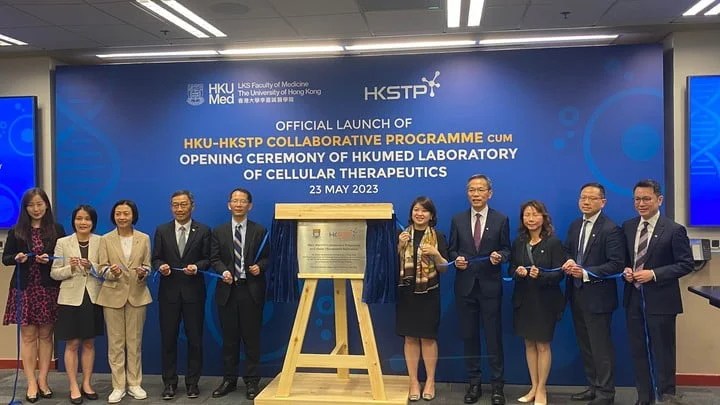 HKU
Med
LKS Faculty of Medicine
The University of Hong Kong
香港大學李嘉誠醫學院
HKSTP
OFFICIAL LAUNCH OF
HKU-HKSTP COLLABORATIVE PROGRAMME CUM
OPENING CEREMONY OF HKUMED LABORATORY
OF CELLULAR THERAPEUTICS
23 MAY 2023